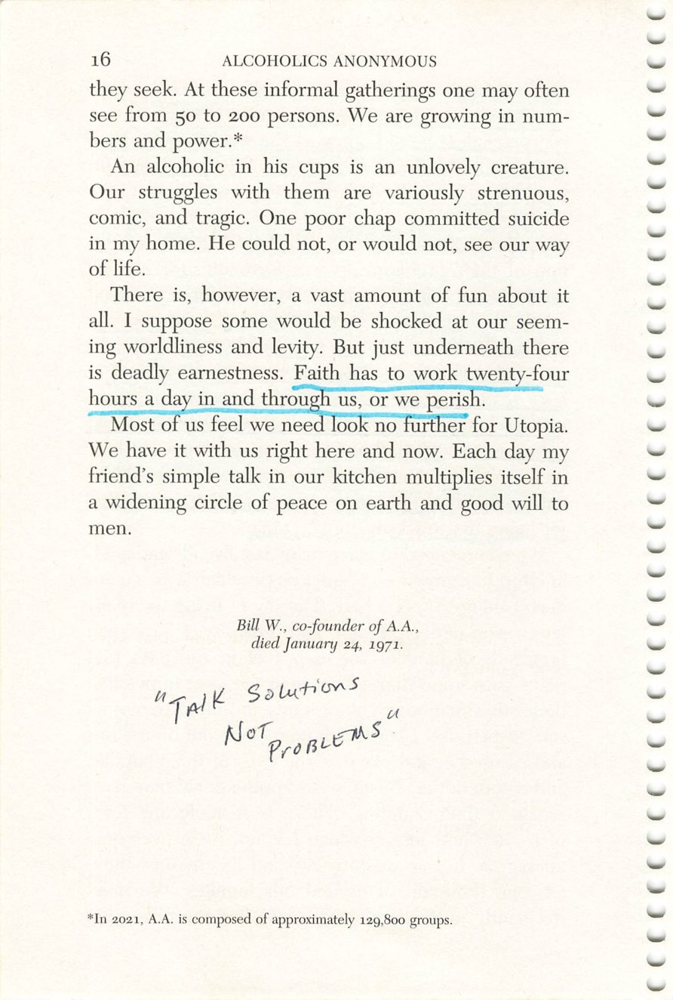 16 ALCOHOLICS ANONYMOUS
they seek. At these informal gatherings one may often
see from 50 to 200 persons. We are growing in num-
bers and power.*
An alcoholic in his cups is an unlovely creature.
Our struggles with them are variously strenuous,
comic, and tragic. One poor chap committed suicide
in my home. He could not, or would not, see our way
of life.
There is, however, a vast amount of fun about it
all. I suppose some would be shocked at our seem-
ing worldliness and levity. But just underneath there
is deadly earnestness. Faith has to work twenty-four
hours a day in and through us, or we perish.
Most of us feel we need look no further for Utopia.
We have it with us right here and now. Each day my
friend's simple talk in our kitchen multiplies itself in
a widening circle of peace on earth and good will to
men.
Bill W., co-founder of A.A.,
died January 24, 1971.
"TALK SOLUTIONS
NOT
PROBLEMS"
*In 2021, A.A. is composed of approximately 129,800 groups.